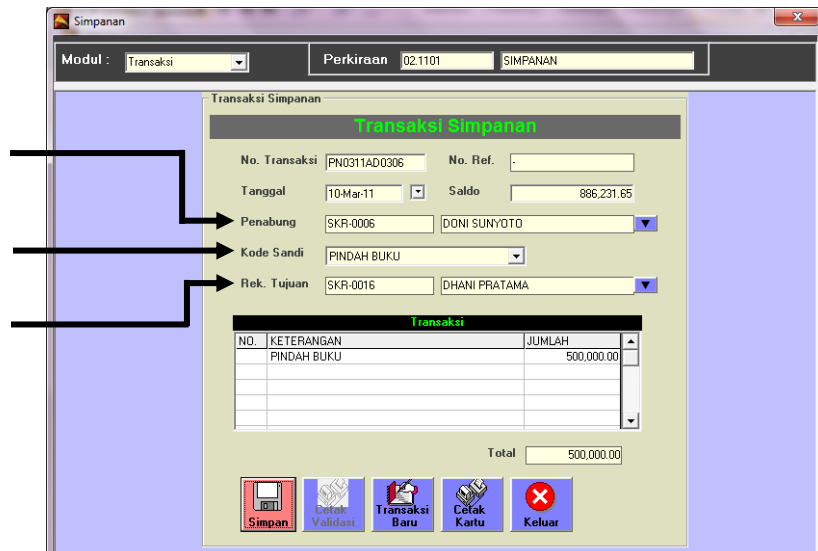 Simpanan
Modul : Transaksi Perkiraan 02.1101 SIMPANAN
Transaksi Simpanan
Transaksi Simpanan
No. Transaksi PN0311AD0306 No. Ref. -
Tanggal 10-Mar-11 Saldo 886,231.65
Penabung SKR-0006 DONI SUNYOTO
Kode Sandi PINDAH BUKU
Rek. Tujuan SKR-0016 DHANI PRATAMA
Transaksi
NO. KETERANGAN JUMLAH
PINDAH BUKU 500,000.00
Total 500,000.00
Simpan
Cetak Validasi
Transaksi Baru
Cetak Kartu
Keluar